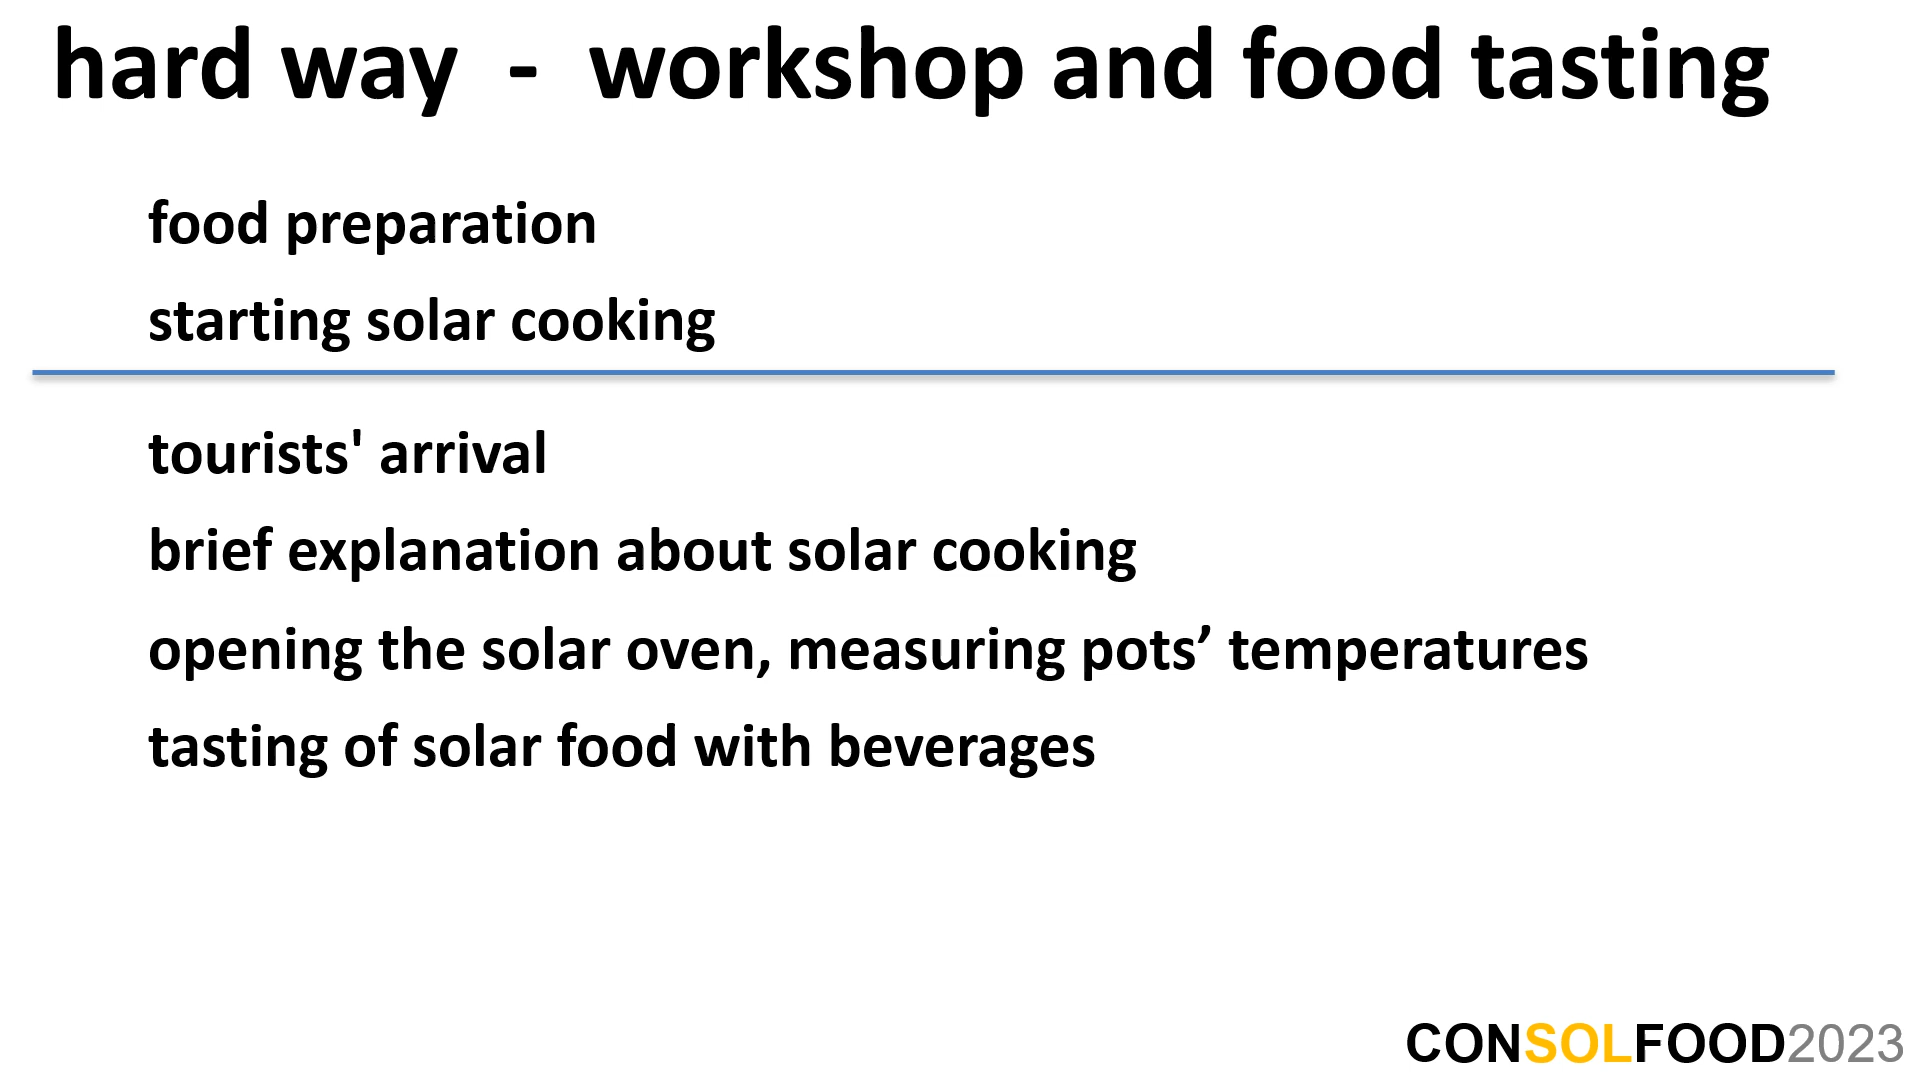 hard way - workshop and food tasting
food preparation
starting solar cooking
tourists' arrival
brief explanation about solar cooking
opening the solar oven, measuring pots’ temperatures
tasting of solar food with beverages
CONSOLFOOD2023